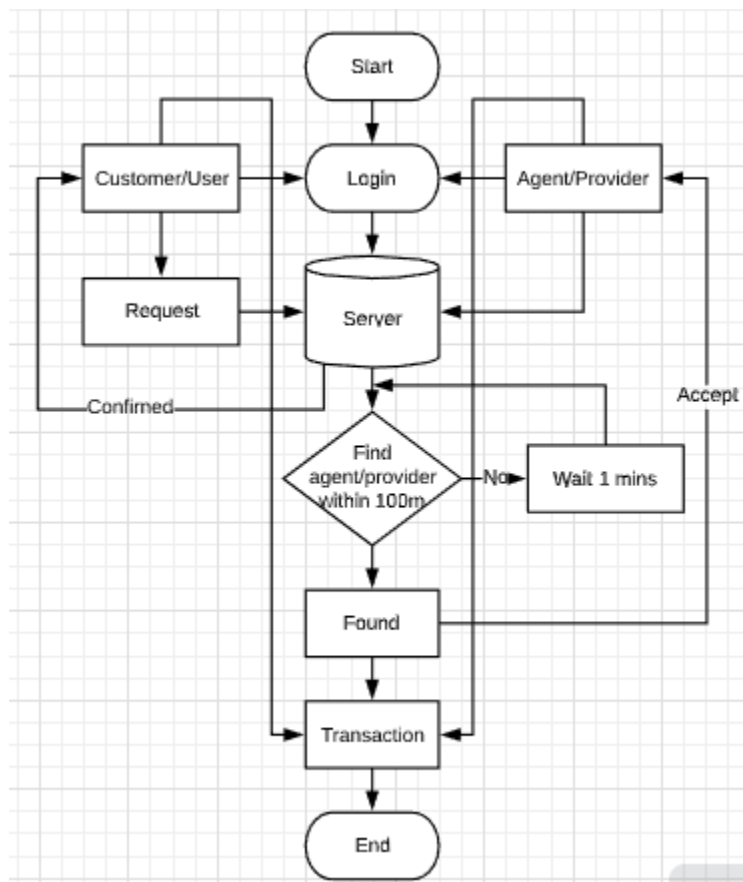 Start
Customer/User
Login
Agent/Provider
Request
Server
Confirmed
Accept
Find
agent/provider
within 100m
No
Wait 1 mins
Found
Transaction
End